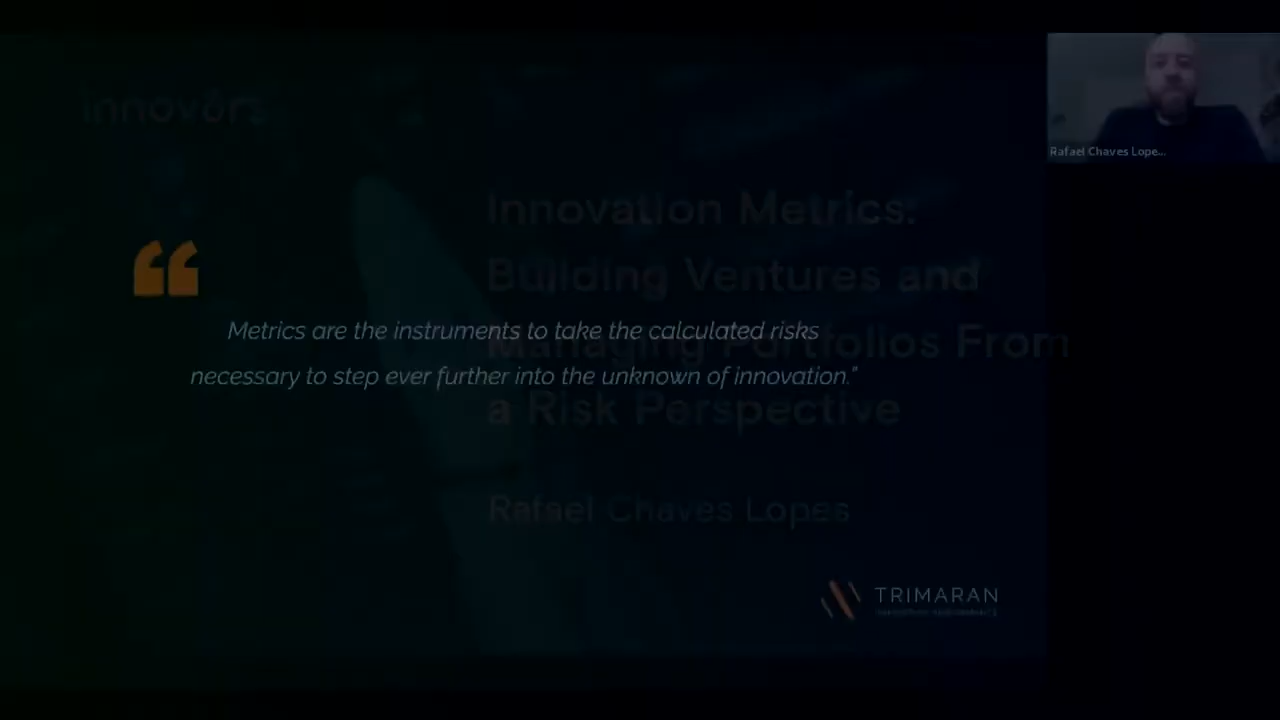 innov8rs
Rafael Chaves Lope...
Innovation Metrics:
Building Ventures and
Managing Portfolios From
a Risk Perspective
Rafael Chaves Lopes
“
Metrics are the instruments to take the calculated risks
necessary to step ever further into the unknown of innovation."
TRIMARAN